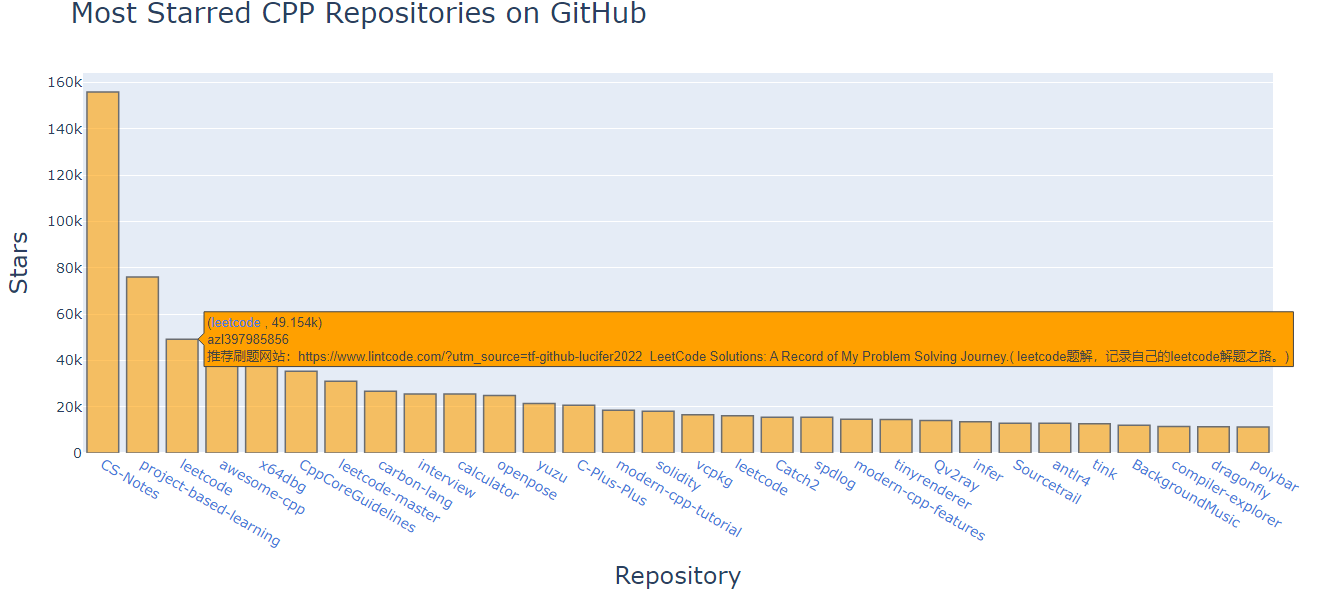 Most Starred CPP Repositories on GitHub
160k
140k
120k
100k
80k
60k
40k
20k
0
Stars
(leetcode , 49.154k)
azl397985856
推荐刷题网站：https://www.lintcode.com/?utm_source=tf-github-lucifer2022 LeetCode Solutions: A Record of My Problem Solving Journey.( leetcode题解，记录自己的leetcode解题之路。)
CS-Notes
project-based-learning
leetcode
awesome-cpp
x64dbg
CppCoreGuidelines
leetcode-master
carbon-lang
interview
calculator
openpose
yuzu
C-Plus-Plus
modern-cpp-tutorial
solidity
vcpkg
leetcode
Catch2
spdlog
modern-cpp-features
tinyrenderer
Qv2ray
infer
Sourcetrail
antlr4
tink
BackgroundMusic
compiler-explorer
dragonfly
polybar
Repository